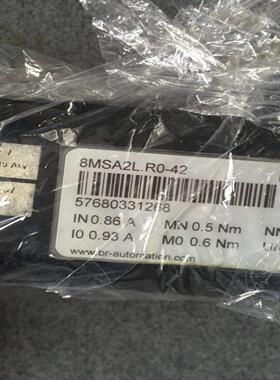 8MSA2L.R0-42
57680331268
IN 0.86 A MN 0.5 Nm NN
I0 0.93 A M0 0.6 Nm
www.br-automation.com